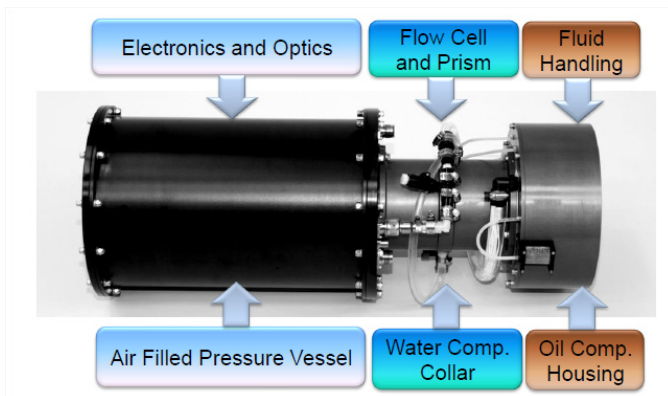 Electronics and Optics
Flow Cell
and Prism
Fluid
Handling
Air Filled Pressure Vessel
Water Comp.
Collar
Oil Comp.
Housing